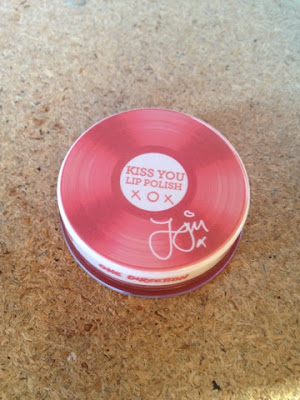 KISS YOU
LIP POLISH
XOX
ONE DIRECTION